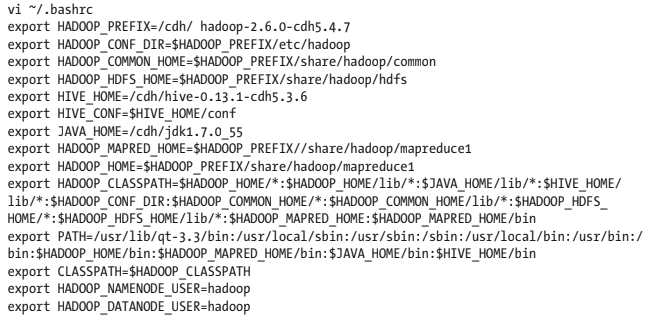 vi ~/.bashrc
export HADOOP_PREFIX=/cdh/ hadoop-2.6.0-cdh5.4.7
export HADOOP_CONF_DIR=$HADOOP_PREFIX/etc/hadoop
export HADOOP_COMMON_HOME=$HADOOP_PREFIX/share/hadoop/common
export HADOOP_HDFS_HOME=$HADOOP_PREFIX/share/hadoop/hdfs
export HIVE_HOME=/cdh/hive-0.13.1-cdh5.3.6
export HIVE_CONF=$HIVE_HOME/conf
export JAVA_HOME=/cdh/jdk1.7.0_55
export HADOOP_MAPRED_HOME=$HADOOP_PREFIX//share/hadoop/mapreduce1
export HADOOP_HOME=$HADOOP_PREFIX/share/hadoop/mapreduce1
export HADOOP_CLASSPATH=$HADOOP_HOME/*:$HADOOP_HOME/lib/*:$JAVA_HOME/lib/*:$HIVE_HOME/
lib/*:$HADOOP_CONF_DIR:$HADOOP_COMMON_HOME/*:$HADOOP_COMMON_HOME/lib/*:$HADOOP_HDFS_
HOME/*:$HADOOP_HDFS_HOME/lib/*:$HADOOP_MAPRED_HOME:$HADOOP_MAPRED_HOME/bin
export PATH=/usr/lib/qt-3.3/bin:/usr/local/sbin:/usr/sbin:/sbin:/usr/local/bin:/usr/bin:/
bin:$HADOOP_HOME/bin:$HADOOP_MAPRED_HOME/bin:$JAVA_HOME/bin:$HIVE_HOME/bin
export CLASSPATH=$HADOOP_CLASSPATH
export HADOOP_NAMENODE_USER=hadoop
export HADOOP_DATANODE_USER=hadoop